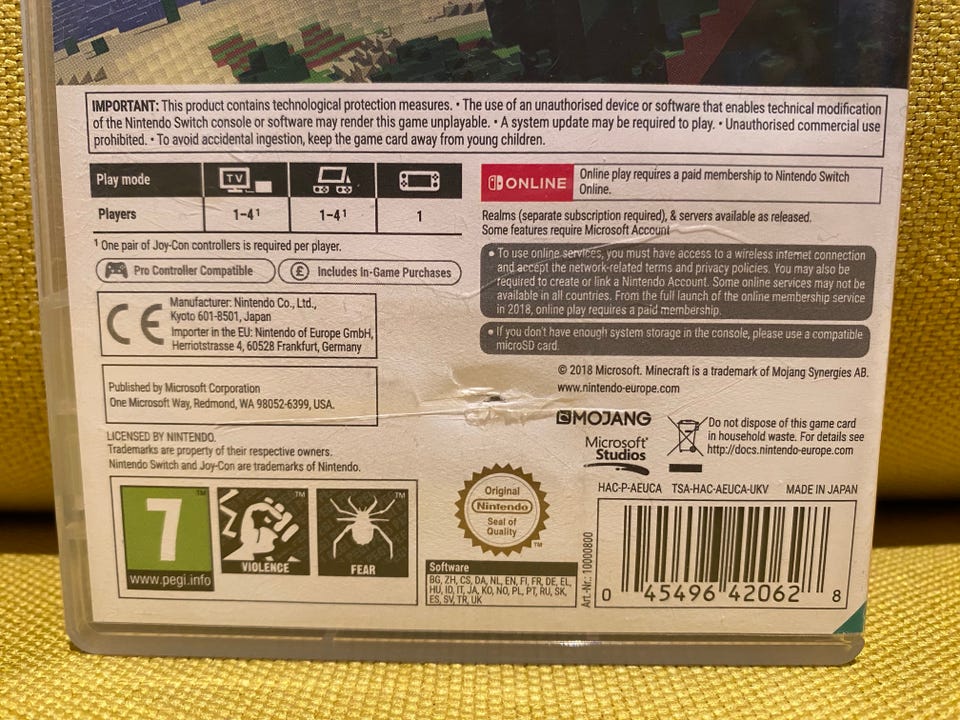 IMPORTANT: This product contains technological protection measures. • The use of an unauthorised device or software that enables technical modification
of the Nintendo Switch console or software may render this game unplayable. • A system update may be required to play. • Unauthorised commercial use
prohibited. • To avoid accidental ingestion, keep the game card away from young children.
Play mode TV
Players 1–4¹ 1–4¹ 1
¹ One pair of Joy-Con controllers is required per player.
Pro Controller Compatible
£ Includes In-Game Purchases
CE
Manufacturer: Nintendo Co., Ltd.,
Kyoto 601-8501, Japan
Importer in the EU: Nintendo of Europe GmbH,
Herriotstrasse 4, 60528 Frankfurt, Germany
Published by Microsoft Corporation
One Microsoft Way, Redmond, WA 98052-6399, USA.
LICENSED BY NINTENDO.
Trademarks are property of their respective owners.
Nintendo Switch and Joy-Con are trademarks of Nintendo.
7 TM
www.pegi.info
TM
VIOLENCE
TM
FEAR
ONLINE
Online play requires a paid membership to Nintendo Switch
Online.
Realms (separate subscription required), & servers available as released.
Some features require Microsoft Account
• To use online services, you must have access to a wireless internet connection
and accept the network-related terms and privacy policies. You may also be
required to create or link a Nintendo Account. Some online services may not be
available in all countries. From the full launch of the online membership service
in 2018, online play requires a paid membership.
• If you don't have enough system storage in the console, please use a compatible
microSD card.
© 2018 Microsoft. Minecraft is a trademark of Mojang Synergies AB.
www.nintendo-europe.com
MOJANG
Microsoft®
Studios
Do not dispose of this game card
in household waste. For details see
http://docs.nintendo-europe.com
Original
Nintendo
Seal of
Quality
TM
Software
BG, ZH, CS, DA, NL, EN, FI, FR, DE, EL,
HU, ID, IT, JA, KO, NO, PL, PT, RU, SK,
ES, SV, TR, UK
HAC-P-AEUCA TSA-HAC-AEUCA-UKV MADE IN JAPAN
Art.-Nr.: 10000800
0 45496 42062 8